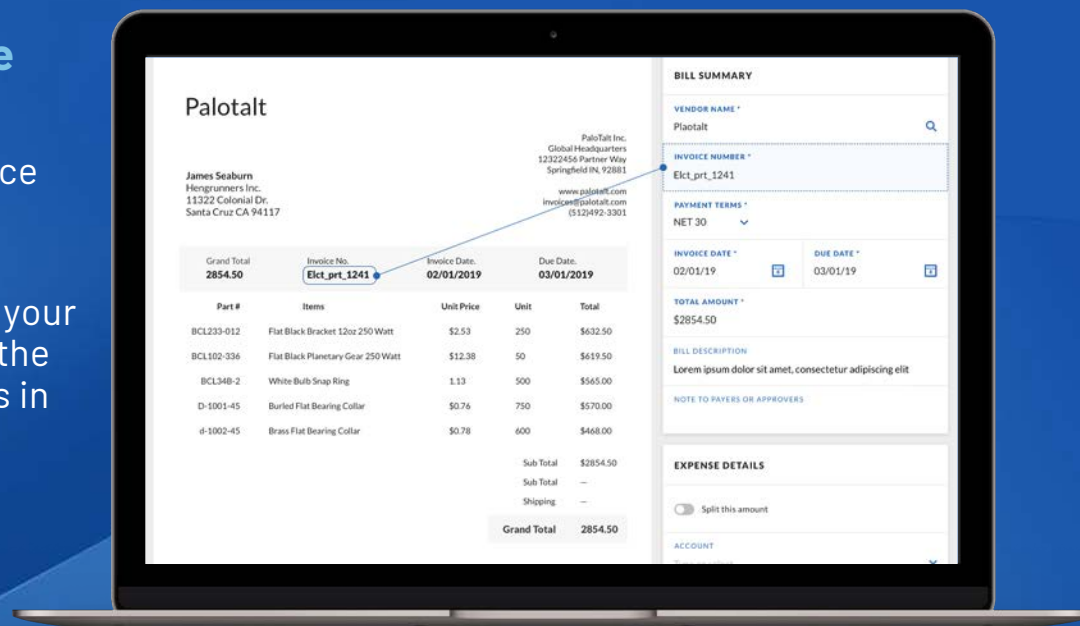 e
ce
your
the
s in
Palotalt
PaloTalt Inc.
Global Headquarters
12322456 Partner Way
Springfield IN, 92881
James Seaburn
Hengrunners Inc.
11322 Colonial Dr.
Santa Cruz CA 94117
www.palotalt.com
invoices@palotalt.com
(512)492-3301
Grand Total Invoice No. Invoice Date. Due Date.
2854.50 Elct_prt_1241 02/01/2019 03/01/2019
Part # Items Unit Price Unit Total
BCL233-012 Flat Black Bracket 12oz 250 Watt $2.53 250 $632.50
BCL102-336 Flat Black Planetary Gear 250 Watt $12.38 50 $619.50
BCL34B-2 White Bulb Snap Ring 1.13 500 $565.00
D-1001-45 Burled Flat Bearing Collar $0.76 750 $570.00
d-1002-45 Brass Flat Bearing Collar $0.78 600 $468.00
Sub Total $2854.50
Sub Total —
Shipping —
Grand Total 2854.50
BILL SUMMARY
VENDOR NAME *
Plaotalt
INVOICE NUMBER *
Elct_prt_1241
PAYMENT TERMS *
NET 30
INVOICE DATE * DUE DATE *
02/01/19 03/01/19
TOTAL AMOUNT *
$2854.50
BILL DESCRIPTION
Lorem ipsum dolor sit amet, consectetur adipiscing elit
NOTE TO PAYERS OR APPROVERS
EXPENSE DETAILS
Split this amount
ACCOUNT